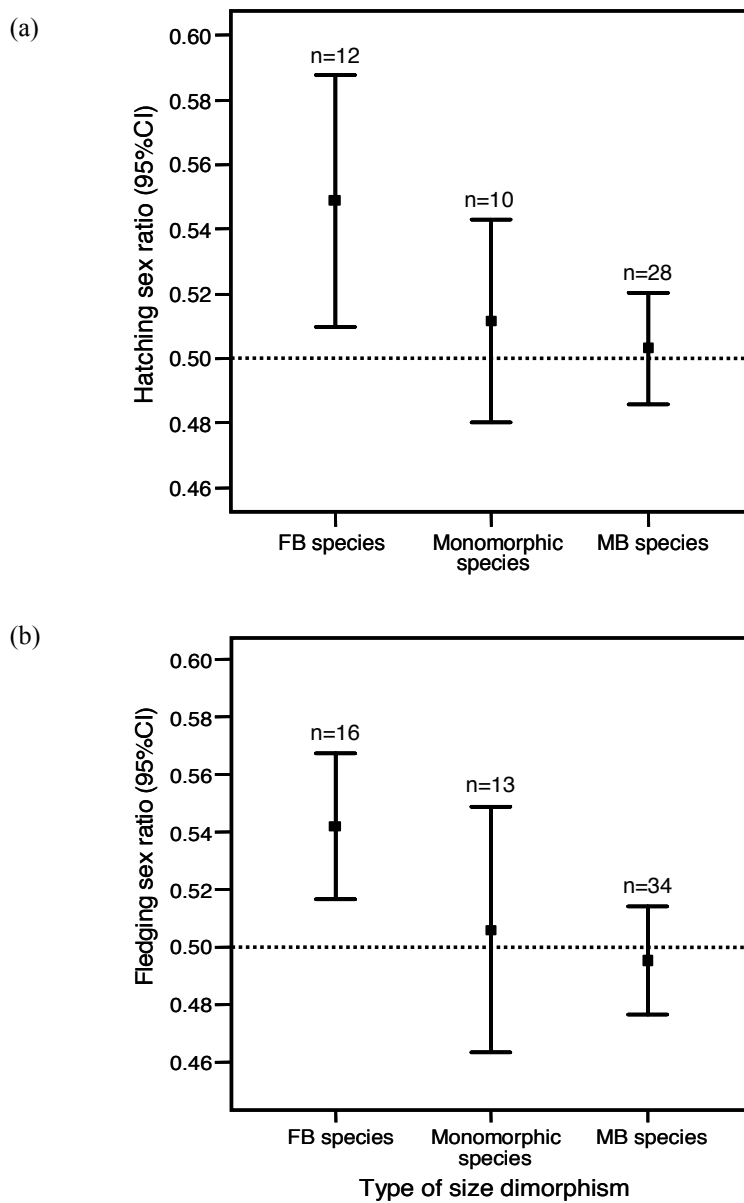 (a)
Hatching sex ratio (95%CI)
0.60
0.58
0.56
0.54
0.52
0.50
0.48
0.46
n=12
n=10
n=28
FB species
Monomorphic
species
MB species
(b)
Fledging sex ratio (95%CI)
0.60
0.58
0.56
0.54
0.52
0.50
0.48
0.46
n=16
n=13
n=34
FB species
Monomorphic
species
MB species
Type of size dimorphism